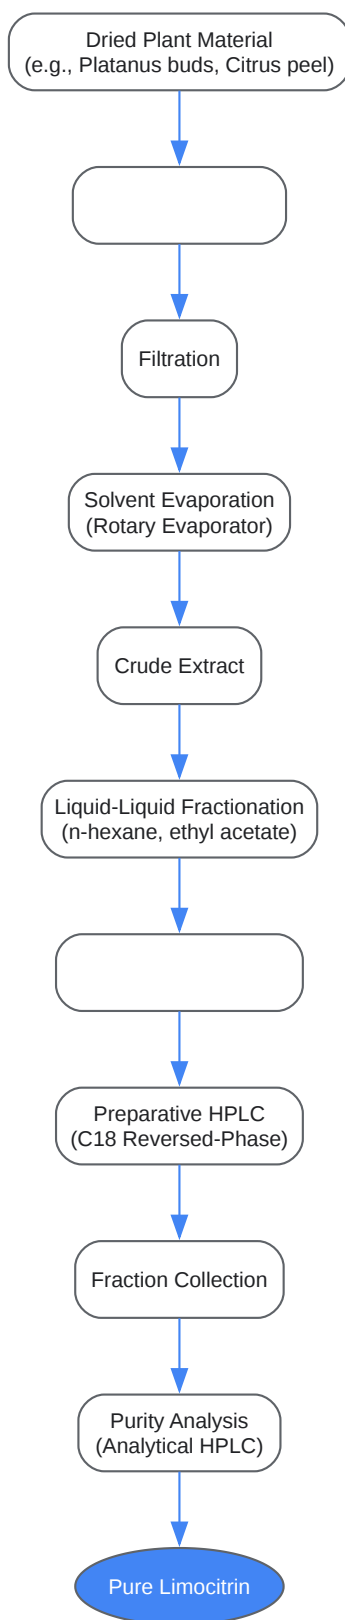 Dried Plant Material
(e.g., Platanus buds, Citrus peel)
Filtration
Solvent Evaporation
(Rotary Evaporator)
Crude Extract
Liquid-Liquid Fractionation
(n-hexane, ethyl acetate)
Preparative HPLC
(C18 Reversed-Phase)
Fraction Collection
Purity Analysis
(Analytical HPLC)
Pure Limocitrin